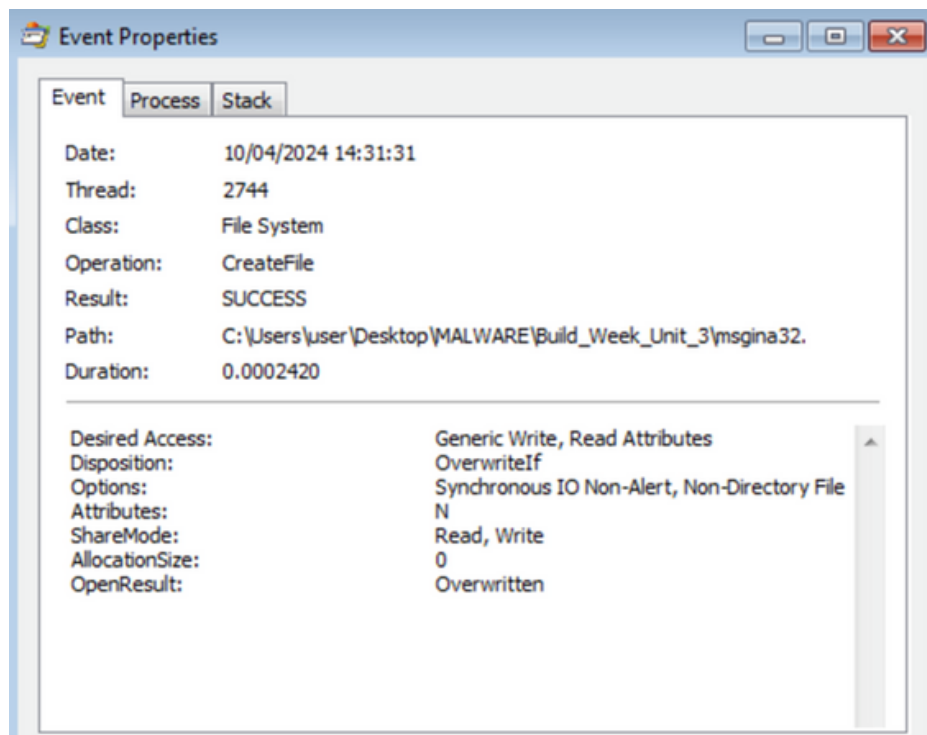 Event Properties
Event Process Stack
Date: 10/04/2024 14:31:31
Thread: 2744
Class: File System
Operation: CreateFile
Result: SUCCESS
Path: C:\Users\user\Desktop\MALWARE\Build_Week_Unit_3\msgina32.
Duration: 0.0002420
Desired Access: Generic Write, Read Attributes
Disposition: OverwriteIf
Options: Synchronous IO Non-Alert, Non-Directory File
Attributes: N
ShareMode: Read, Write
AllocationSize: 0
OpenResult: Overwritten